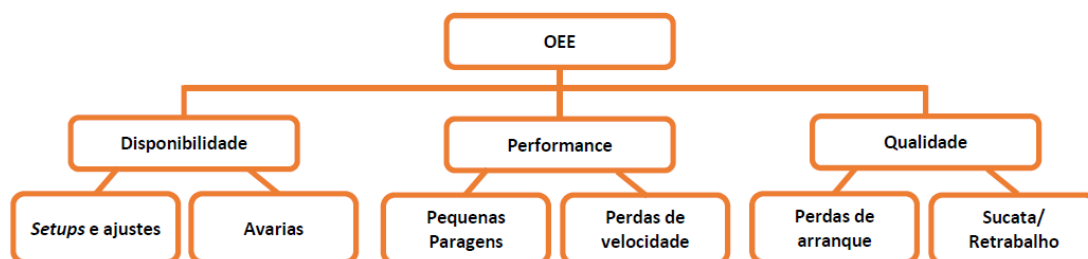 OEE
Disponibilidade
Performance
Qualidade
Setups e ajustes
Avarias
Pequenas
Paragens
Perdas de
velocidade
Perdas de
arranque
Sucata/
Retrabalho